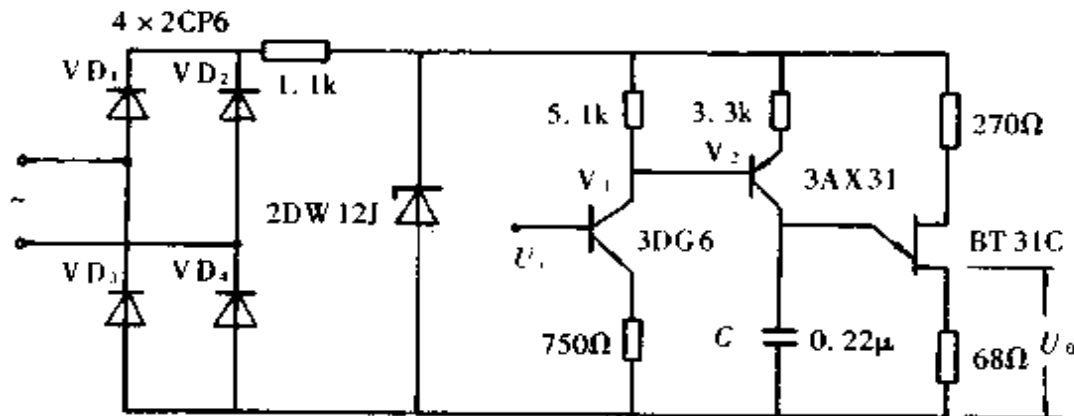 4 × 2CP6
VD₁
VD₂
1. 1k
5. 1k
3. 3k
270Ω
V₂
3AX31
V₁
2DW12J
3DG6
BT31C
~
VD₃
VD₄
750Ω
C
0. 22μ
68Ω
U₀